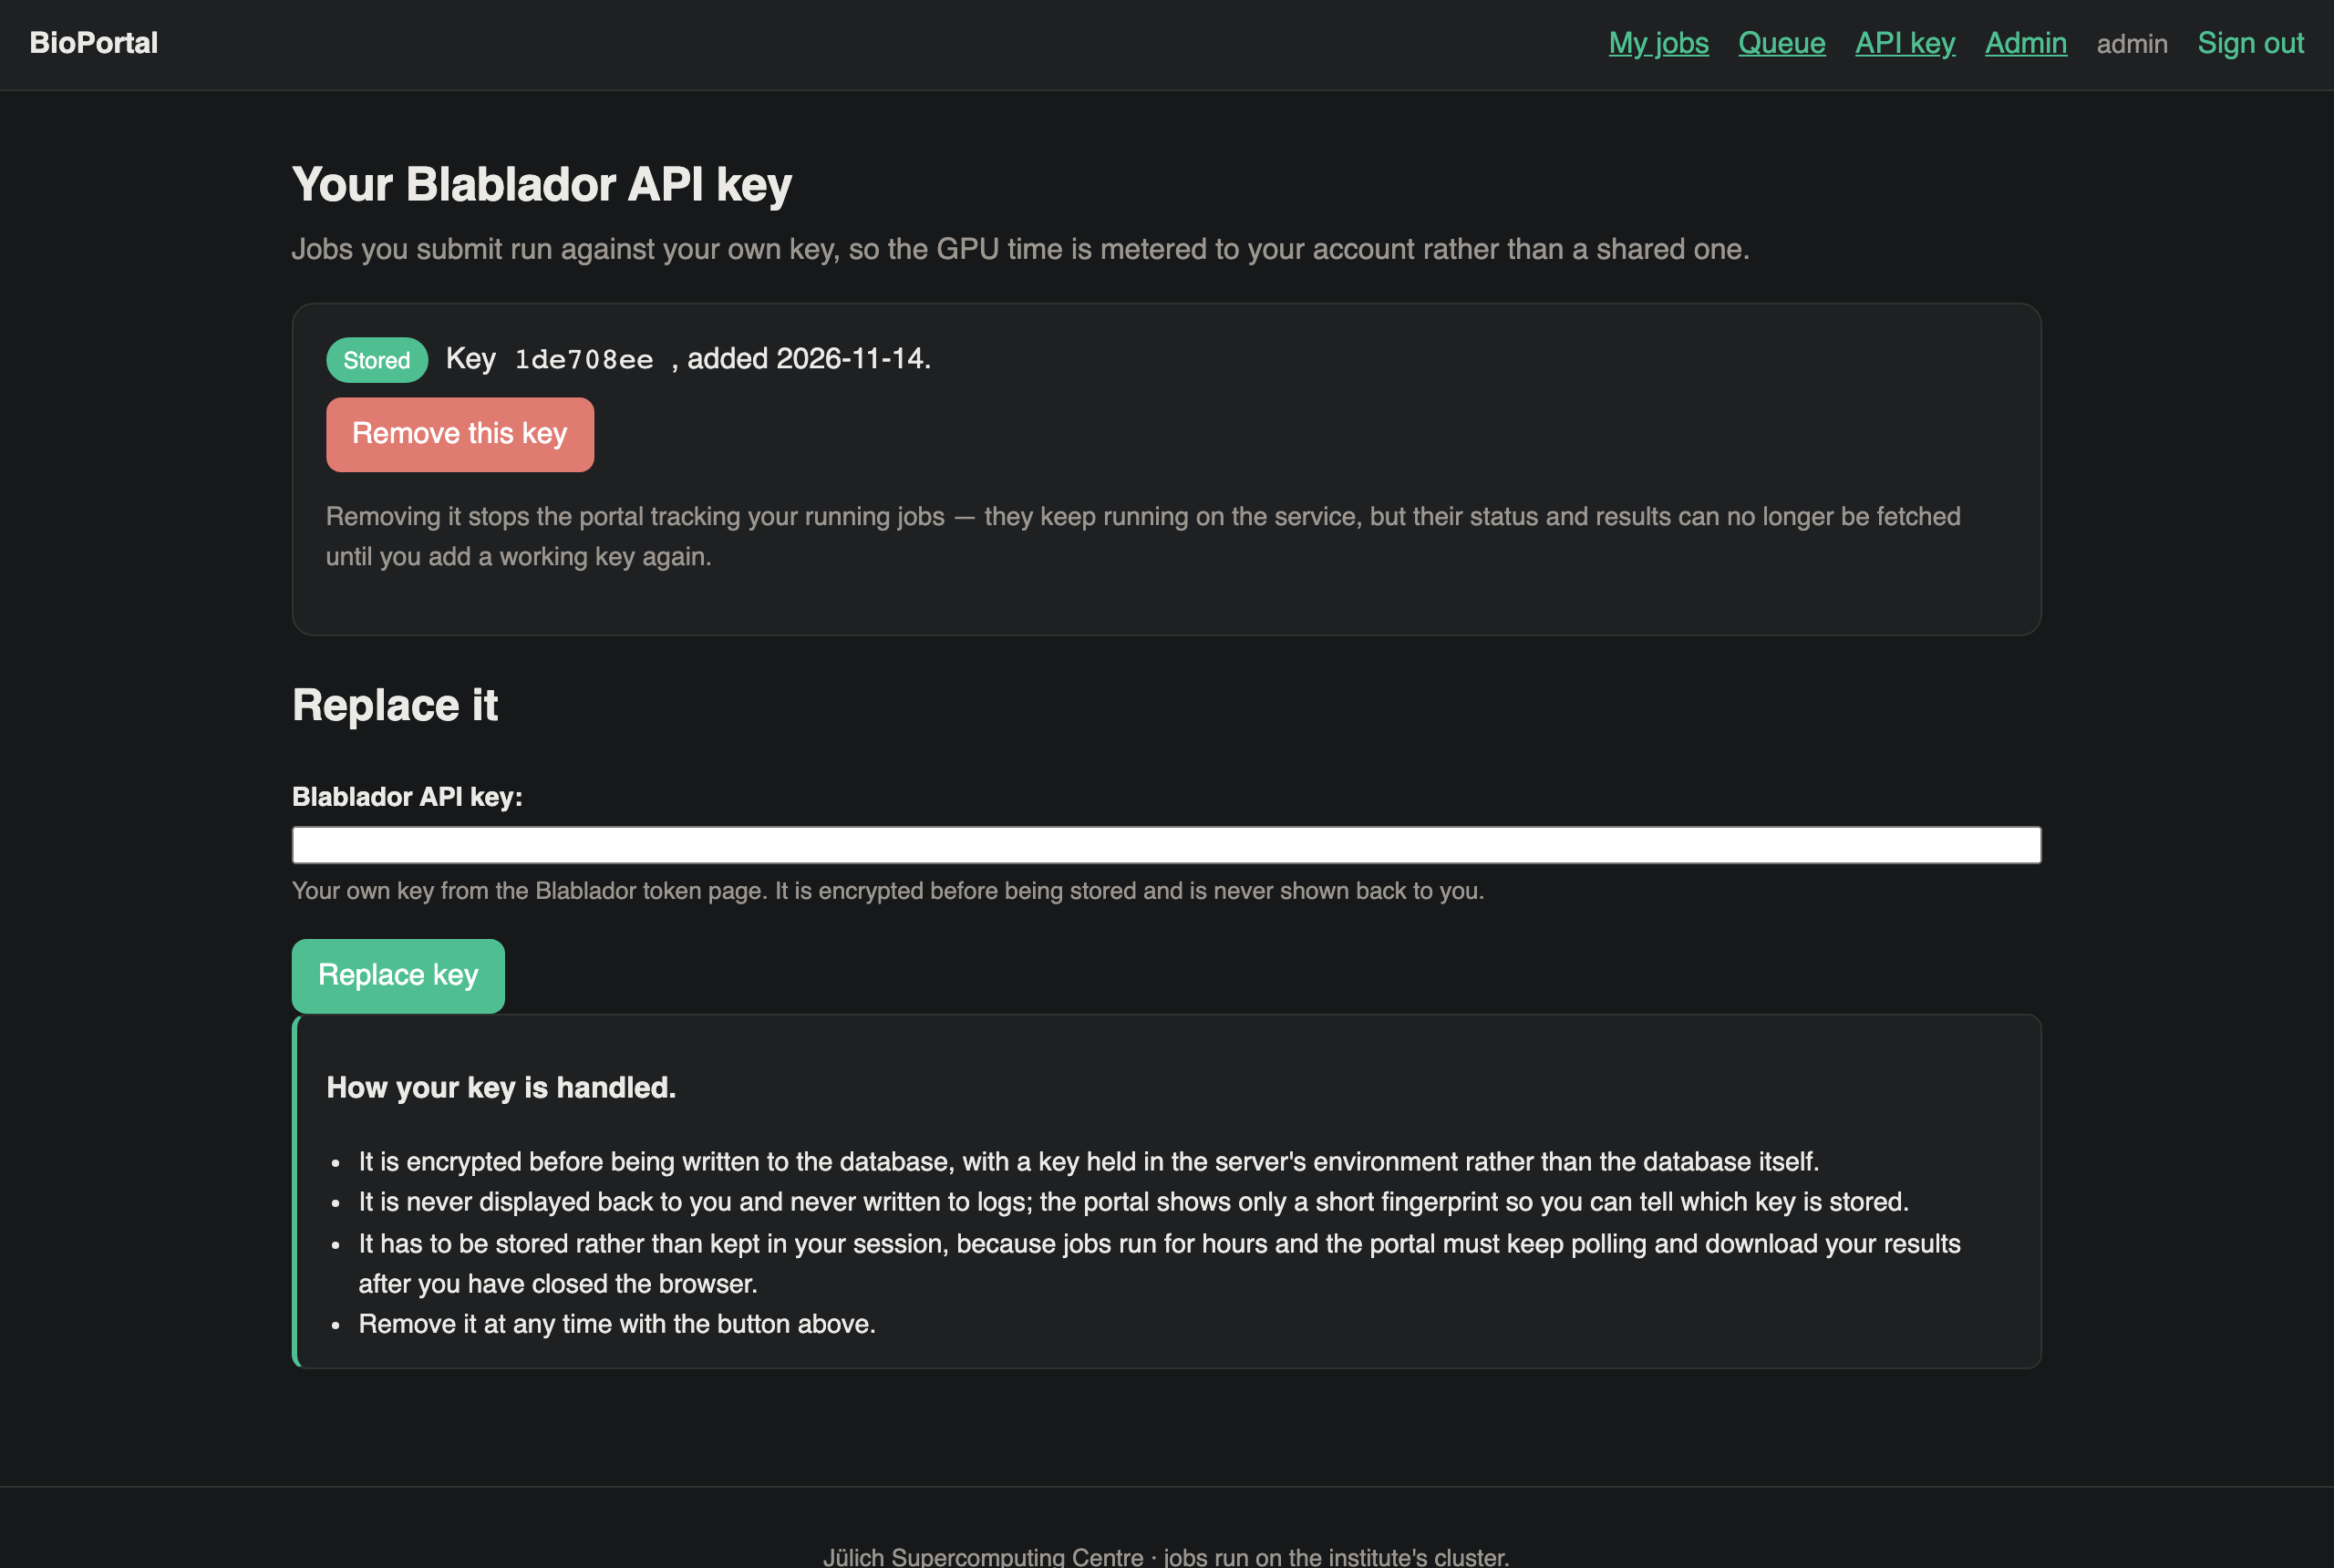 BioPortal
My jobs Queue API key Admin admin Sign out
Your Blablador API key
Jobs you submit run against your own key, so the GPU time is metered to your account rather than a shared one.
Stored Key 1de708ee , added 2026-11-14.
Remove this key
Removing it stops the portal tracking your running jobs — they keep running on the service, but their status and results can no longer be fetched
until you add a working key again.
Replace it
Blablador API key:
Your own key from the Blablador token page. It is encrypted before being stored and is never shown back to you.
Replace key
How your key is handled.
• It is encrypted before being written to the database, with a key held in the server's environment rather than the database itself.
• It is never displayed back to you and never written to logs; the portal shows only a short fingerprint so you can tell which key is stored.
• It has to be stored rather than kept in your session, because jobs run for hours and the portal must keep polling and download your results
after you have closed the browser.
• Remove it at any time with the button above.
Jülich Supercomputing Centre · jobs run on the institute's cluster.